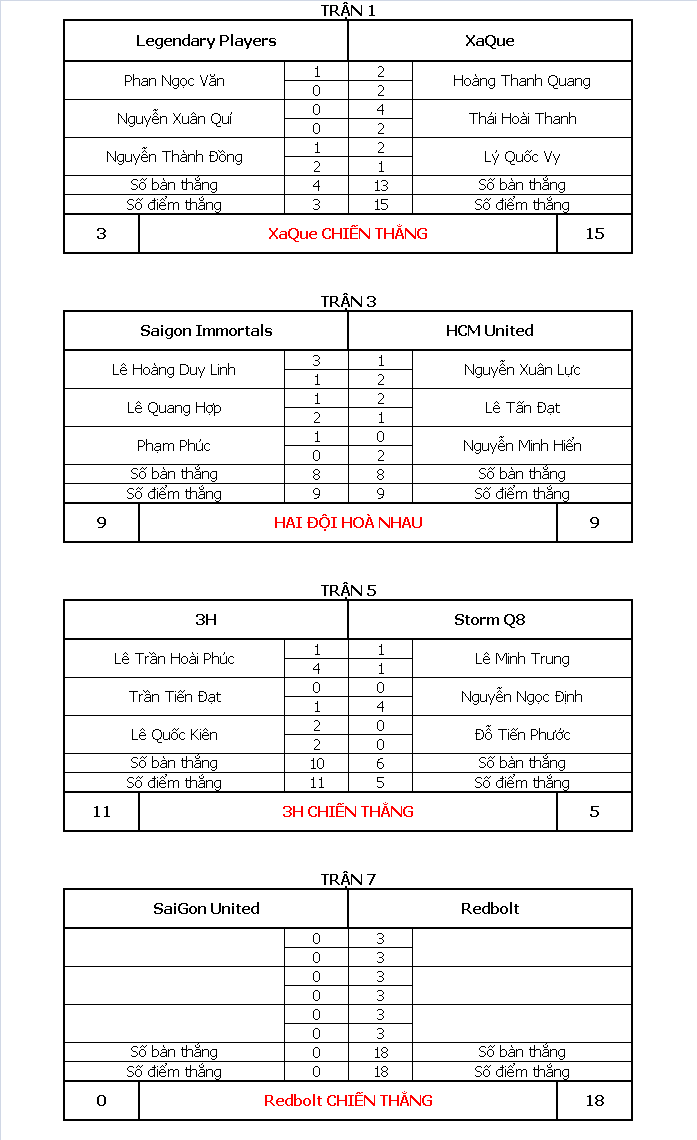 TRẬN 1
Legendary Players XaQue
Phan Ngọc Văn 1 2 Hoàng Thanh Quang
0 2
Nguyễn Xuân Quí 0 4 Thái Hoài Thanh
0 2
Nguyễn Thành Đồng 1 2 Lý Quốc Vy
2 1
Số bàn thắng 4 13 Số bàn thắng
Số điểm thắng 3 15 Số điểm thắng
3 XaQue CHIẾN THẮNG 15
TRẬN 3
Saigon Immortals HCM United
Lê Hoàng Duy Linh 3 1 Nguyễn Xuân Lực
1 2
Lê Quang Hợp 1 2 Lê Tấn Đạt
2 1
Phạm Phúc 1 0 Nguyễn Minh Hiển
0 2
Số bàn thắng 8 8 Số bàn thắng
Số điểm thắng 9 9 Số điểm thắng
9 HAI ĐỘI HOÀ NHAU 9
TRẬN 5
3H Storm Q8
Lê Trần Hoài Phúc 1 1 Lê Minh Trung
4 1
Trần Tiến Đạt 0 0 Nguyễn Ngọc Định
1 4
Lê Quốc Kiên 2 0 Đỗ Tiến Phước
2 0
Số bàn thắng 10 6 Số bàn thắng
Số điểm thắng 11 5 Số điểm thắng
11 3H CHIẾN THẮNG 5
TRẬN 7
SaiGon United Redbolt
0 3
0 3
0 3
0 3
0 3
0 3
Số bàn thắng 0 18 Số bàn thắng
Số điểm thắng 0 18 Số điểm thắng
0 Redbolt CHIẾN THẮNG 18